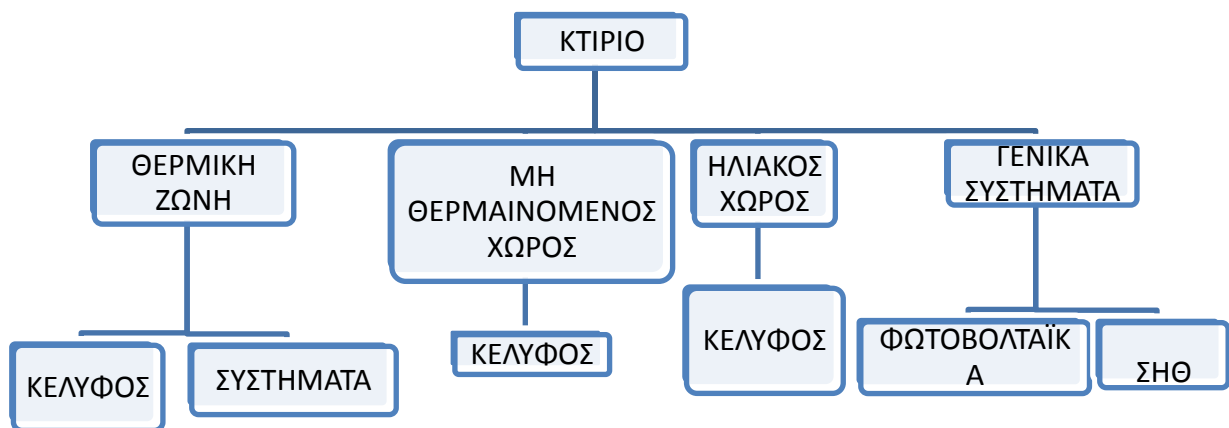 ΚΤΙΡΙΟ
ΘΕΡΜΙΚΗ
ΖΩΝΗ
ΜΗ
ΘΕΡΜΑΙΝΟΜΕΝΟΣ
ΧΩΡΟΣ
ΗΛΙΑΚΟΣ
ΧΩΡΟΣ
ΓΕΝΙΚΑ
ΣΥΣΤΗΜΑΤΑ
ΚΕΛΥΦΟΣ
ΣΥΣΤΗΜΑΤΑ
ΚΕΛΥΦΟΣ
ΚΕΛΥΦΟΣ
ΦΩΤΟΒΟΛΤΑΪΚ
Α
ΣΗΘ